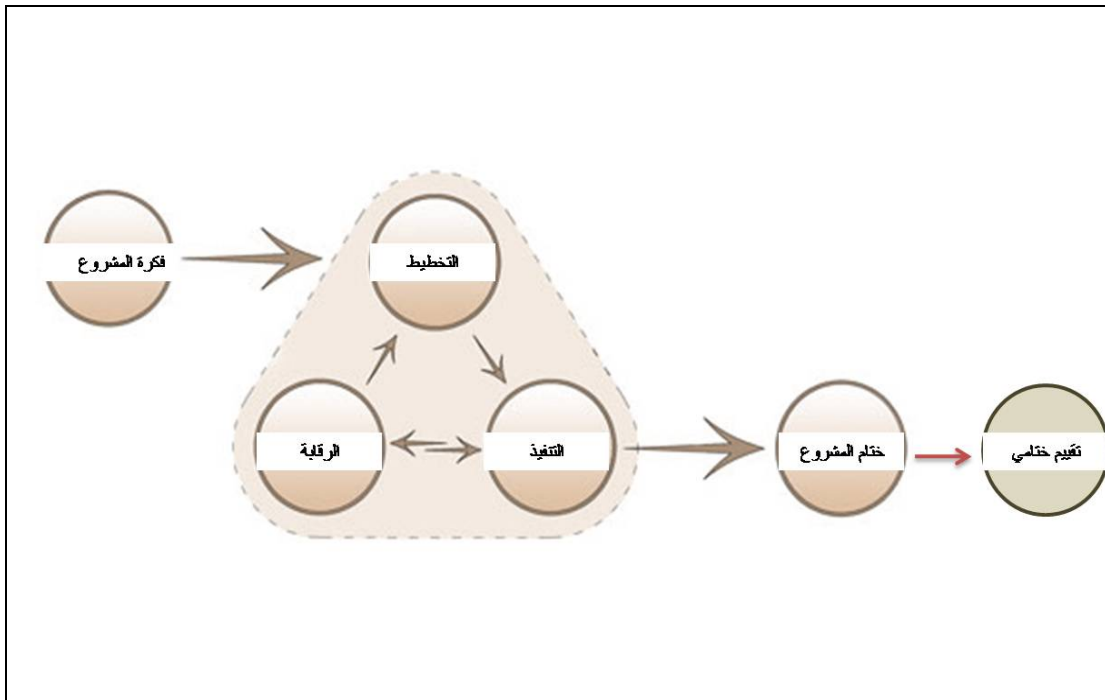 فكرة المشروع
التخطيط
الرقابة
التنفيذ
ختام المشروع
تقييم ختامي